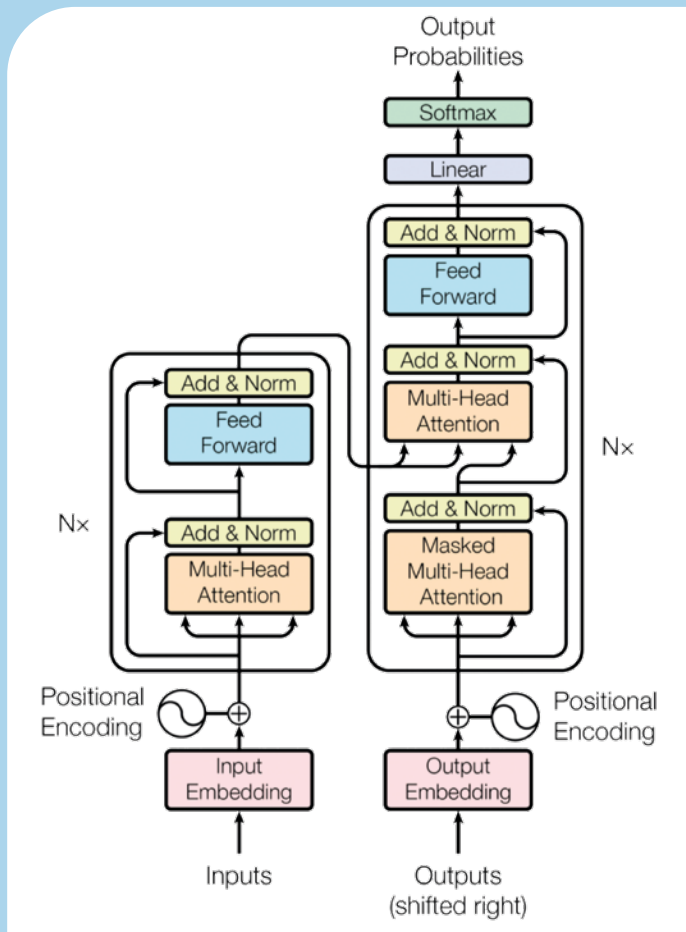 Output
Probabilities
Softmax
Linear
Add & Norm
Feed
Forward
Add & Norm
Multi-Head
Attention
Add & Norm
Masked
Multi-Head
Attention
Nx
Add & Norm
Feed
Forward
Add & Norm
Multi-Head
Attention
Nx
Positional
Encoding
Positional
Encoding
Input
Embedding
Output
Embedding
Inputs
Outputs
(shifted right)